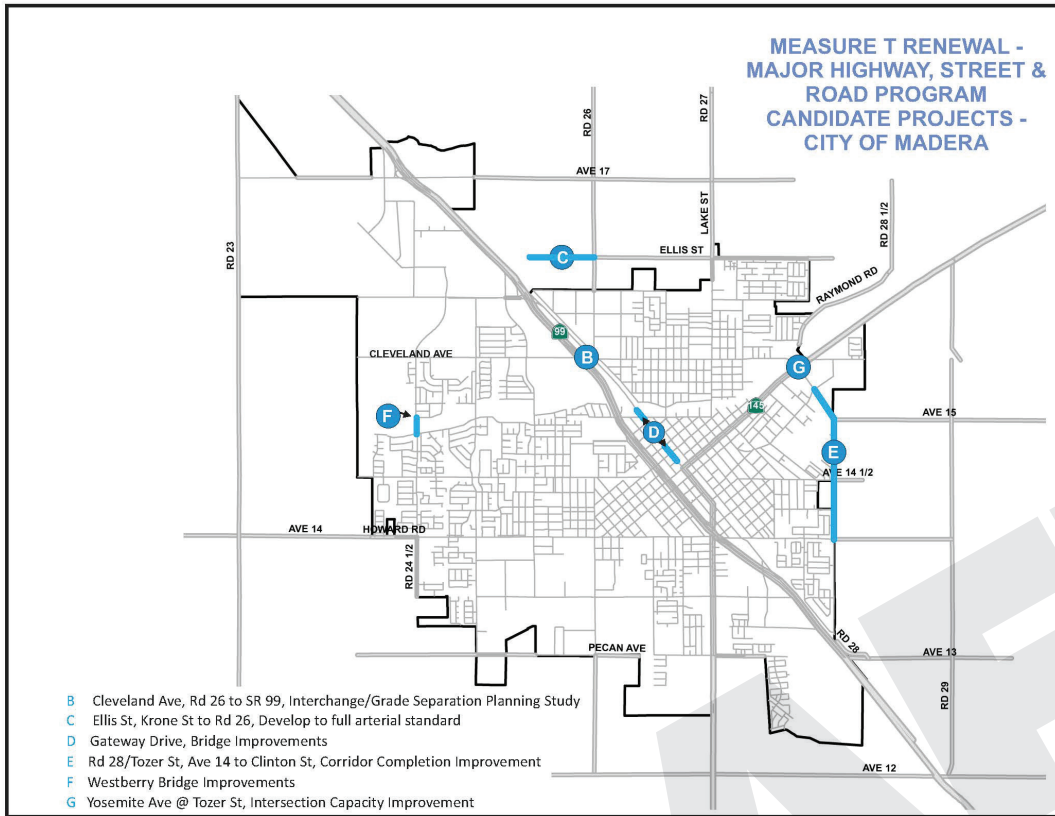 MEASURE T RENEWAL -
MAJOR HIGHWAY, STREET &
ROAD PROGRAM
CANDIDATE PROJECTS -
CITY OF MADERA
RD 23
RD 26
RD 27
AVE 17
LAKE ST
RD 28 1/2
ELLIS ST
C
RAYMOND RD
99
CLEVELAND AVE
B
G
145
F
AVE 15
D
E
AVE 14 1/2
AVE 14
HOWARD RD
RD 24 1/2
RD 28
PECAN AVE
AVE 13
RD 29
AVE 12
B Cleveland Ave, Rd 26 to SR 99, Interchange/Grade Separation Planning Study
C Ellis St, Krone St to Rd 26, Develop to full arterial standard
D Gateway Drive, Bridge Improvements
E Rd 28/Tozer St, Ave 14 to Clinton St, Corridor Completion Improvement
F Westberry Bridge Improvements
G Yosemite Ave @ Tozer St, Intersection Capacity Improvement